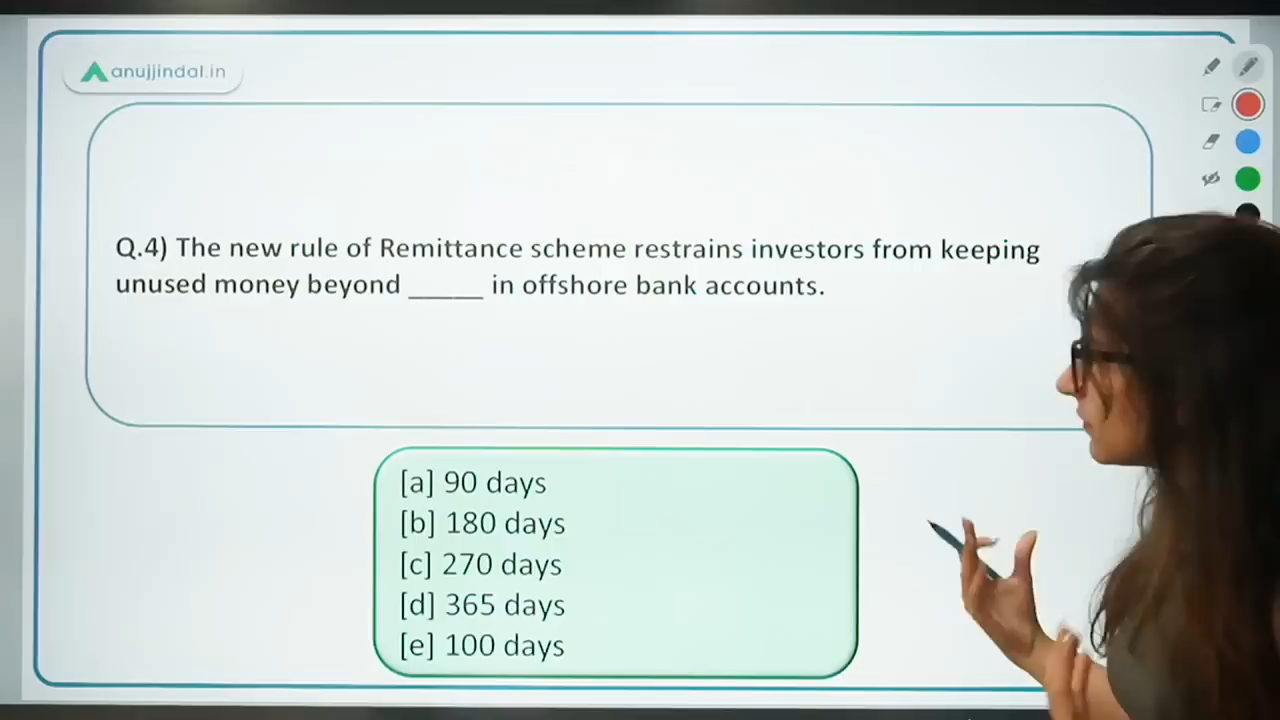 anujjindal.in
Q.4) The new rule of Remittance scheme restrains investors from keeping
unused money beyond _____ in offshore bank accounts.
[a] 90 days
[b] 180 days
[c] 270 days
[d] 365 days
[e] 100 days